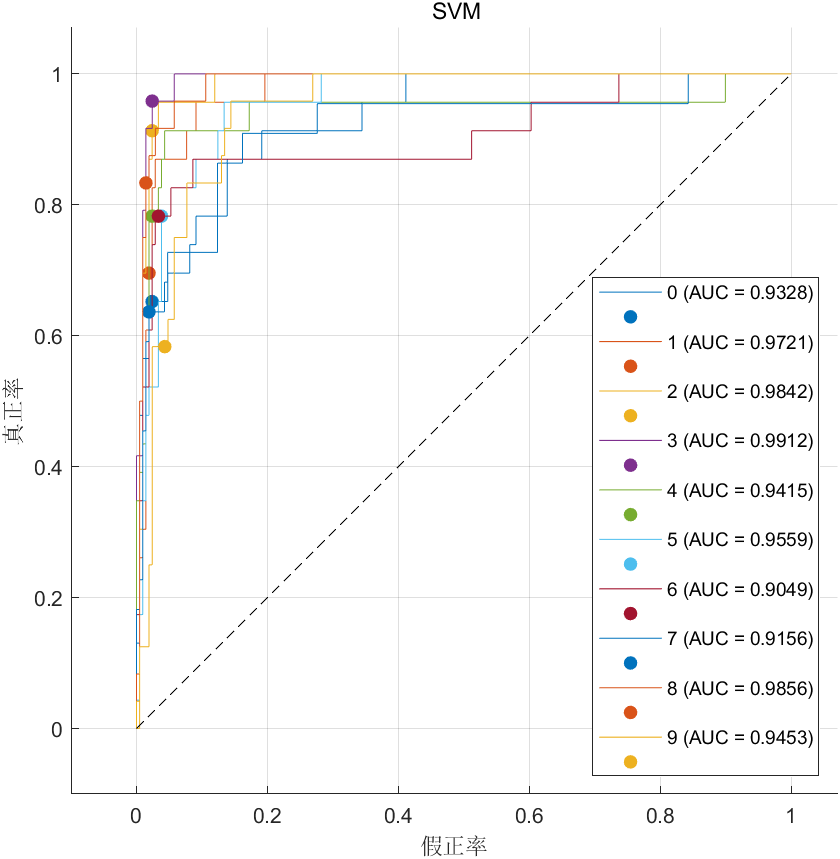 SVM
1
0.8
0.6
0.4
0.2
0
真正率
0 (AUC = 0.9328)
1 (AUC = 0.9721)
2 (AUC = 0.9842)
3 (AUC = 0.9912)
4 (AUC = 0.9415)
5 (AUC = 0.9559)
6 (AUC = 0.9049)
7 (AUC = 0.9156)
8 (AUC = 0.9856)
9 (AUC = 0.9453)
0 0.2 0.4 0.6 0.8 1
假正率